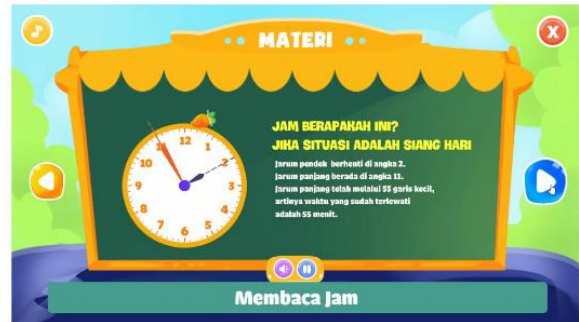 MATERI
12
1
2
3
4
5
6
7
8
9
10
11
JAM BERAPAKAH INI?
JIKA SITUASI ADALAH SIANG HARI
Jarum pendek berhenti di angka 2.
Jarum panjang berada di angka 11.
Jarum panjang telah melalui 55 garis kecil,
artinya waktu yang sudah terlewati
adalah 55 menit.
Membaca Jam